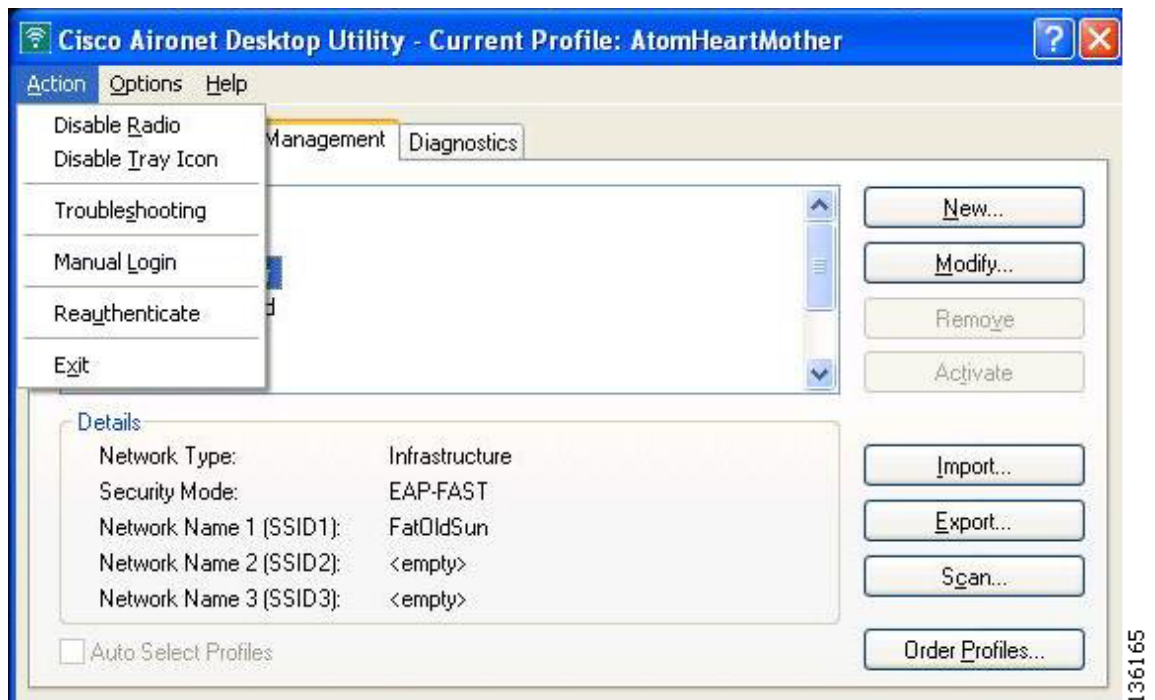 Cisco Aironet Desktop Utility - Current Profile: AtomHeartMother
Action Options Help
Disable Radio
Disable Tray Icon
Troubleshooting
Manual Login
Reauthenticate
Exit
Management Diagnostics
New...
Modify...
Remove
Activate
Details
Network Type: Infrastructure
Security Mode: EAP-FAST
Network Name 1 (SSID1): FatOldSun
Network Name 2 (SSID2): <empty>
Network Name 3 (SSID3): <empty>
Import...
Export...
Scan...
Auto Select Profiles
Order Profiles...
136165